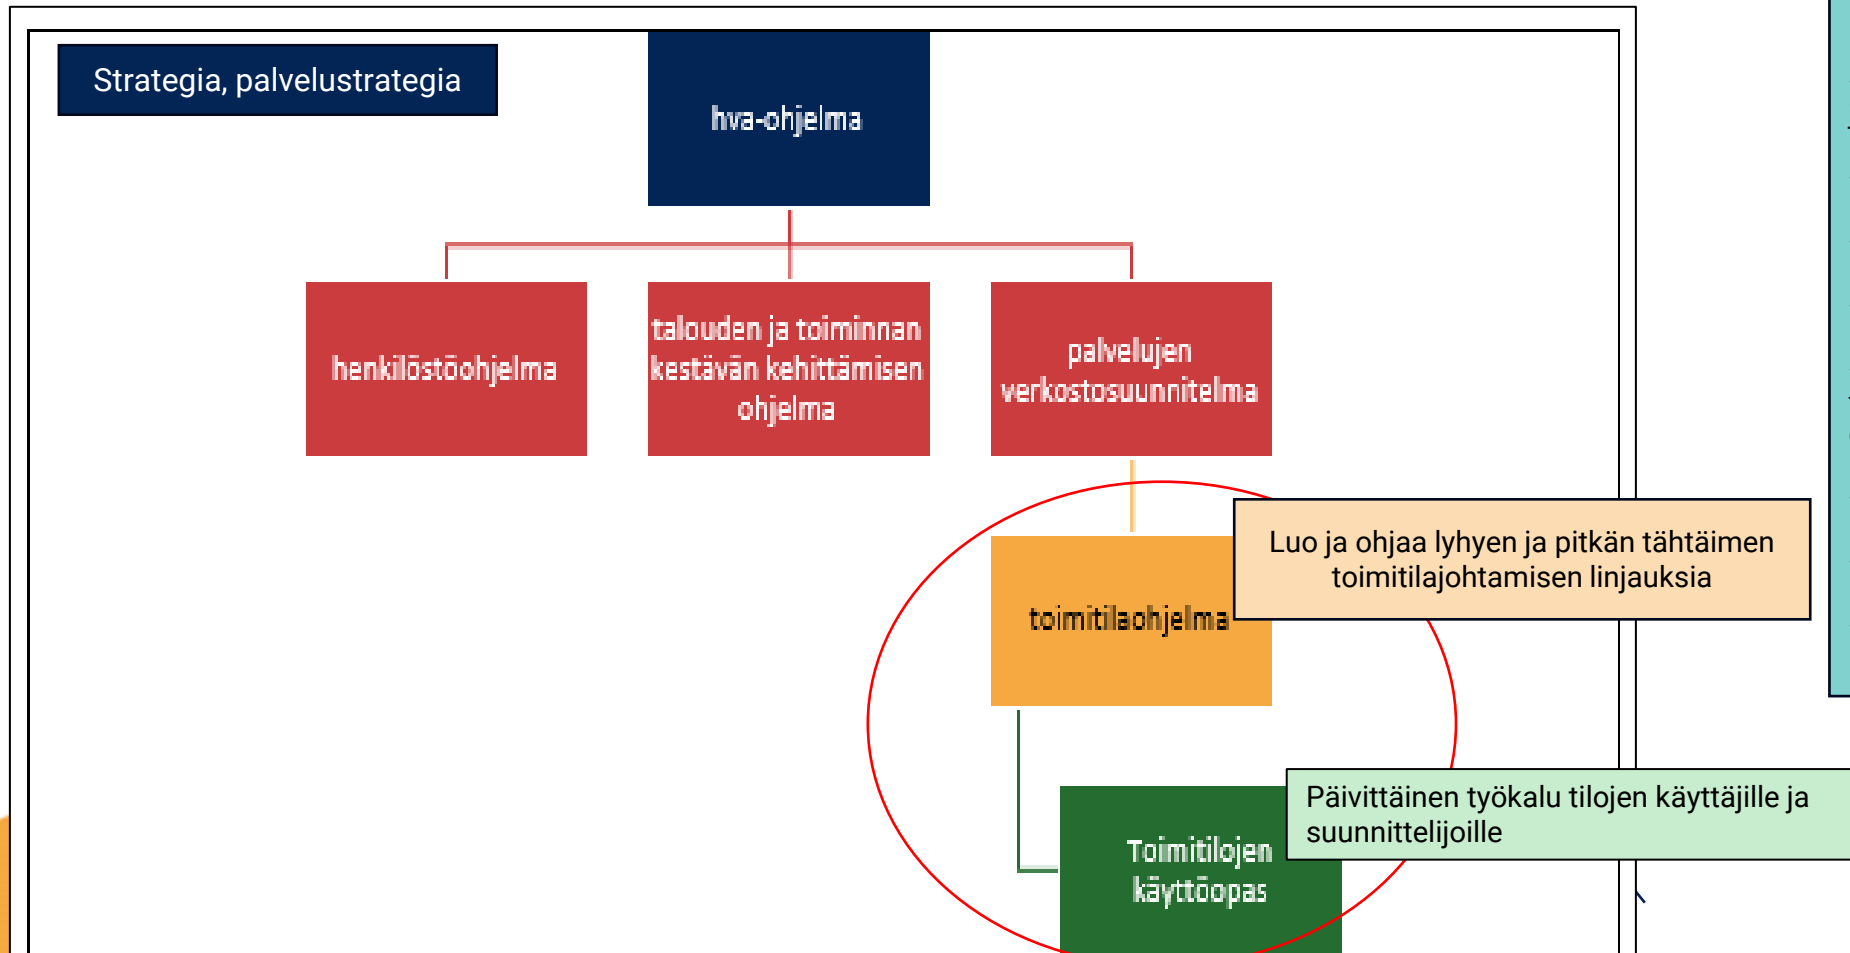 Strategia, palvelustrategia
hva-ohjelma
henkilöstöohjelma
talouden ja toiminnan
kestävän kehittämisen
ohjelma
palvelujen
verkostosuunnitelma
Luo ja ohjaa lyhyen ja pitkän tähtäimen
toimitilajohtamisen linjauksia
toimitilaohjelma
Päivittäinen työkalu tilojen käyttäjille ja
suunnittelijoille
Toimitilojen
käyttöopas